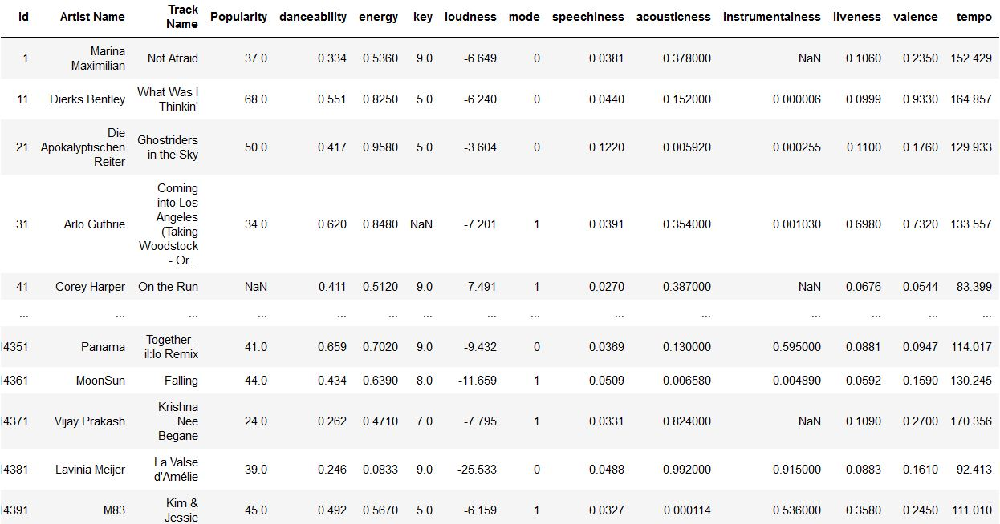 Id Artist Name Track Name Popularity danceability energy key loudness mode speechiness acousticness instrumentalness liveness valence tempo
1 Marina Maximilian Not Afraid 37.0 0.334 0.5360 9.0 -6.649 0 0.0381 0.378000 NaN 0.1060 0.2350 152.429
11 Dierks Bentley What Was I Thinkin' 68.0 0.551 0.8250 5.0 -6.240 0 0.0440 0.152000 0.000006 0.0999 0.9330 164.857
21 Die Apokalyptischen Reiter Ghostriders in the Sky 50.0 0.417 0.9580 5.0 -3.604 0 0.1220 0.005920 0.000255 0.1100 0.1760 129.933
31 Arlo Guthrie Coming into Los Angeles (Taking Woodstock - Or... 34.0 0.620 0.8480 NaN -7.201 1 0.0391 0.354000 0.001030 0.6980 0.7320 133.557
41 Corey Harper On the Run NaN 0.411 0.5120 9.0 -7.491 1 0.0270 0.387000 NaN 0.0676 0.0544 83.399
... ... ... ... ... ... ... ... ... ... ... ... ... ... ...
4351 Panama Together - il:lo Remix 41.0 0.659 0.7020 9.0 -9.432 0 0.0369 0.130000 0.595000 0.0881 0.0947 114.017
4361 MoonSun Falling 44.0 0.434 0.6390 8.0 -11.659 1 0.0509 0.006580 0.004890 0.0592 0.1590 130.245
4371 Vijay Prakash Krishna Nee Begane 24.0 0.262 0.4710 7.0 -7.795 1 0.0331 0.824000 NaN 0.1090 0.2700 170.356
4381 Lavinia Meijer La Valse d'Amélie 39.0 0.246 0.0833 9.0 -25.533 0 0.0488 0.992000 0.915000 0.0883 0.1610 92.413
4391 M83 Kim & Jessie 45.0 0.492 0.5670 5.0 -6.159 1 0.0327 0.000114 0.536000 0.3580 0.2450 111.010